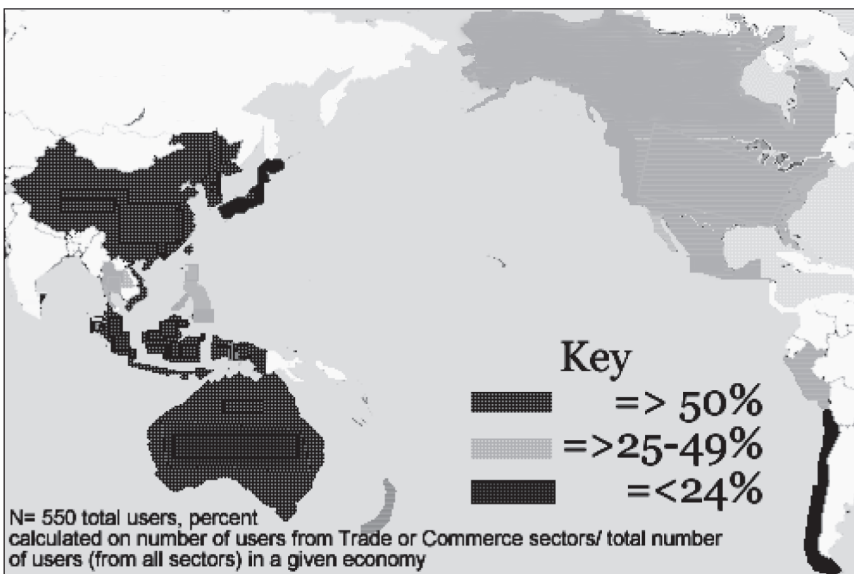 Key
=> 50%
=>25-49%
=<24%
N= 550 total users, percent
calculated on number of users from Trade or Commerce sectors/ total number
of users (from all sectors) in a given economy